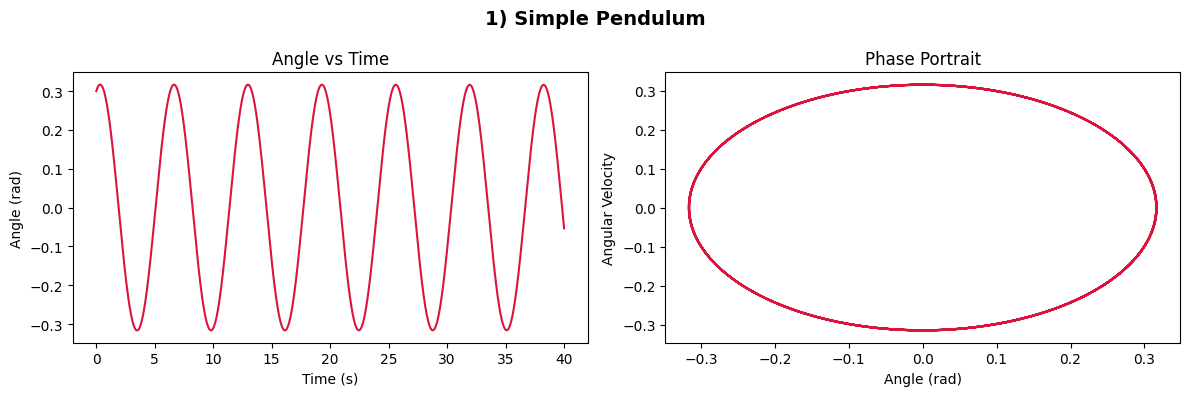 1) Simple Pendulum
Angle vs Time
Angle (rad)
0.3
0.2
0.1
0.0
−0.1
−0.2
−0.3
0 5 10 15 20 25 30 35 40
Time (s)
Phase Portrait
Angular Velocity
0.3
0.2
0.1
0.0
−0.1
−0.2
−0.3
−0.3 −0.2 −0.1 0.0 0.1 0.2 0.3
Angle (rad)